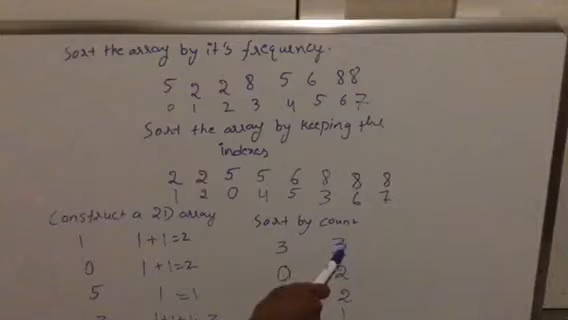 Sort the array by it's frequency.
5 2 2 8 5 6 8 8
0 1 2 3 4 5 6 7
Sort the array by keeping the
indexes
2 2 5 5 6 8 8 8
1 2 0 4 5 3 6 7
Construct a 2D array
1 1+1=2
0 1+1=2
5 1=1
Sort by count
3 3
0 2
2